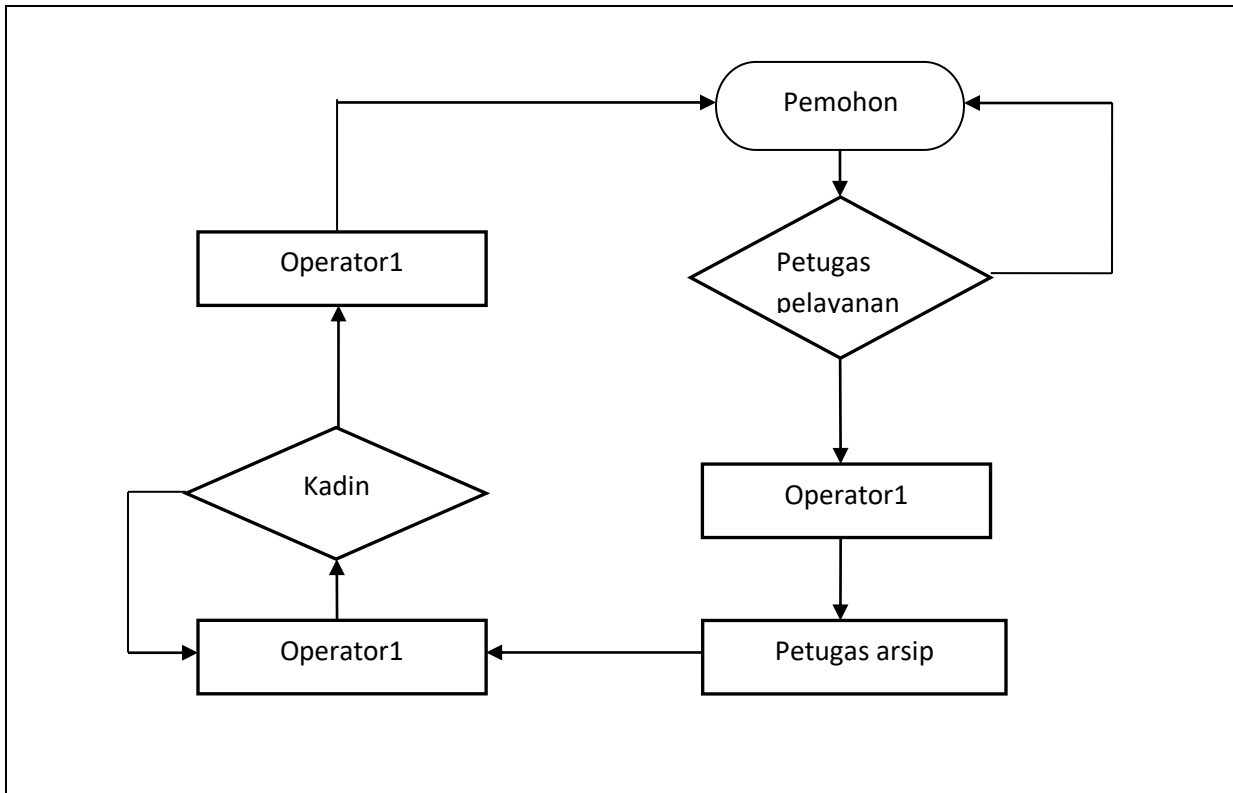 Pemohon
Operator1
Petugas
pelayanan
Kadin
Operator1
Operator1
Petugas arsip